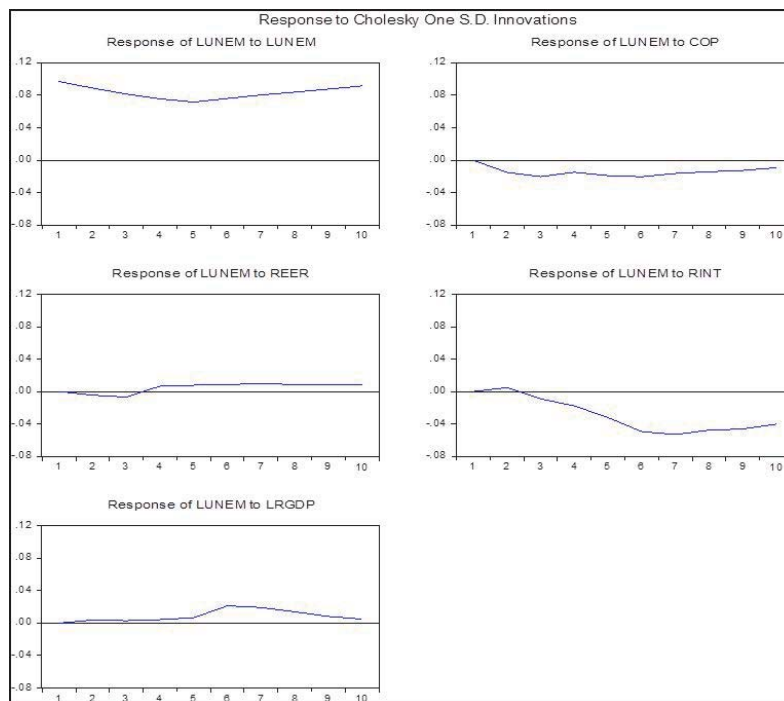 Response to Cholesky One S.D. Innovations
Response of LUNEM to LUNEM
.12
.08
.04
.00
-.04
-.08
1 2 3 4 5 6 7 8 9 10
Response of LUNEM to COP
.12
.08
.04
.00
-.04
-.08
1 2 3 4 5 6 7 8 9 10
Response of LUNEM to REER
.12
.08
.04
.00
-.04
-.08
1 2 3 4 5 6 7 8 9 10
Response of LUNEM to RINT
.12
.08
.04
.00
-.04
-.08
1 2 3 4 5 6 7 8 9 10
Response of LUNEM to LRGDP
.12
.08
.04
.00
-.04
-.08
1 2 3 4 5 6 7 8 9 10